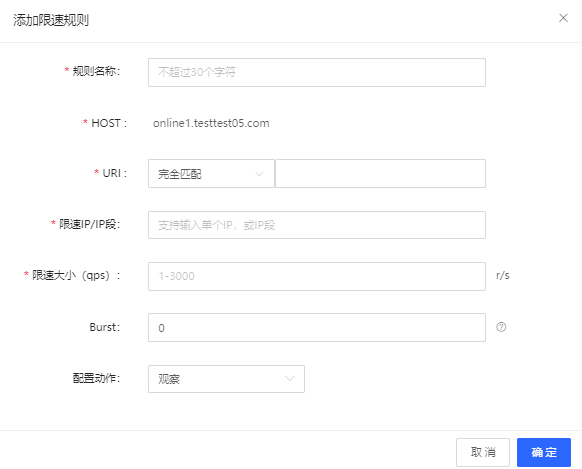 添加限速规则
* 规则名称: 不超过30个字符
* HOST : online1.testtest05.com
* URI : 完全匹配
* 限速IP/IP段: 支持输入单个IP，或IP段
* 限速大小（qps）: 1-3000 r/s
Burst: 0
配置动作: 观察
取消 确定